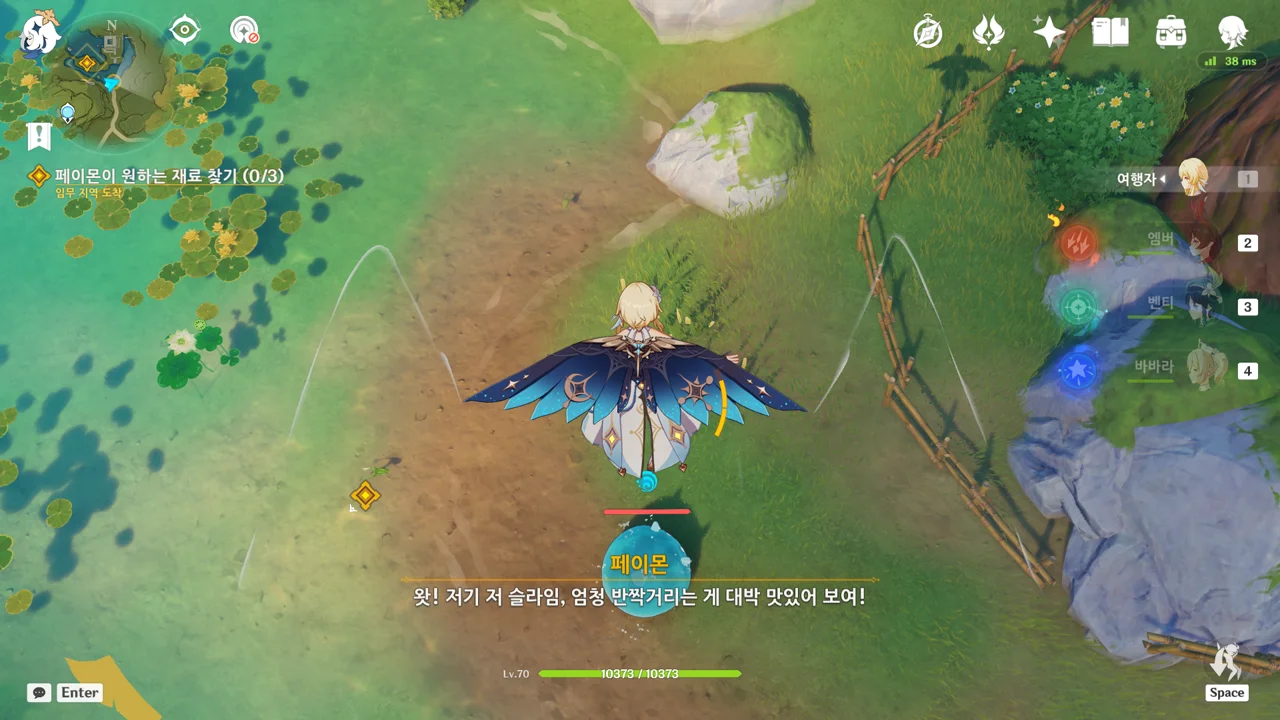 N
38 ms
페이몬이 원하는 재료 찾기 (0/3)
임무 지역 도착
여행자
1
엠버
2
벤티
3
바바라
4
페이몬
왓! 저기 저 슬라임, 엄청 반짝거리는 게 대박 맛있어 보여!
Lv.70
10373 / 10373
Enter
Space